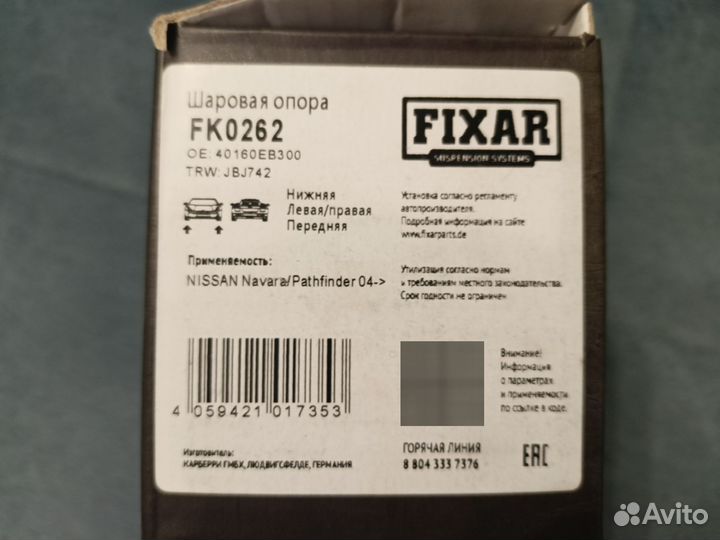 Шаровая опора
FK0262
OE: 40160EB300
TRW: JBJ742
FIXAR
SUSPENSION SYSTEMS
Нижняя
Левая/правая
Передняя
Установка согласно регламенту
автопроизводителя.
Подробная информация на сайте
www.fixarparts.de
Применяемость:
NISSAN Navara/Pathfinder 04->
Утилизация согласно нормам
и требованиям местного законодательства.
Срок годности не ограничен
4 059421 017353
Внимание!
Информация
о параметрах
и применяемости
по ссылке в коде.
Изготовитель:
КАРБЕРРИ ГМБХ, ЛЮДВИГСФЕЛДЕ, ГЕРМАНИЯ
ГОРЯЧАЯ ЛИНИЯ
8 804 333 7376
EAC
Avito